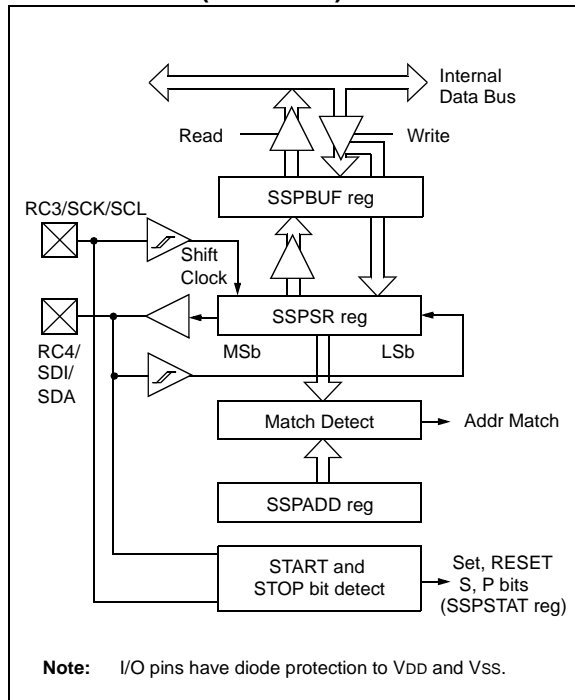 Internal
Data Bus
Read
Write
SSPBUF reg
RC3/SCK/SCL
Shift
Clock
SSPSR reg
MSb
LSb
RC4/
SDI/
SDA
Match Detect
Addr Match
SSPADD reg
START and
STOP bit detect
Set, RESET
S, P bits
(SSPSTAT reg)
Note: I/O pins have diode protection to VDD and VSS.